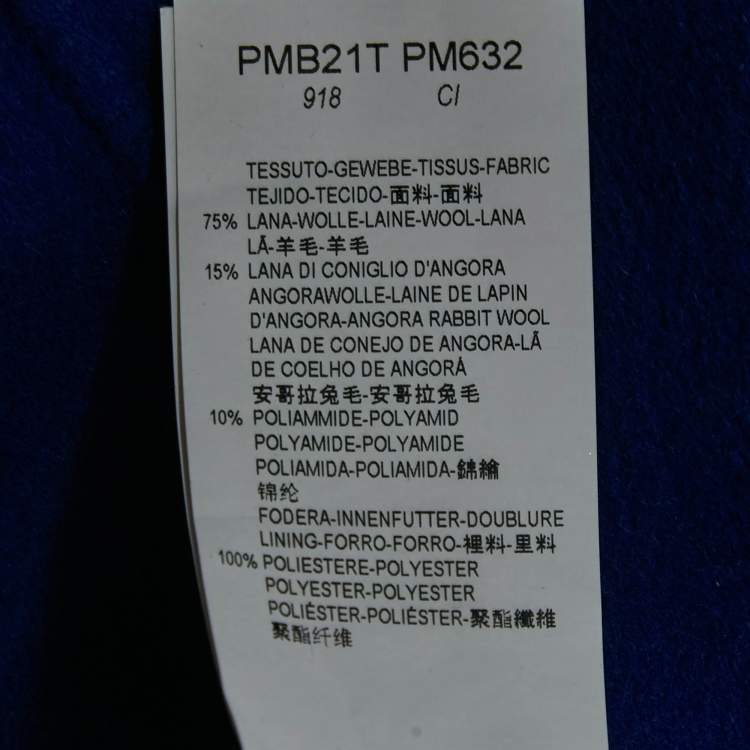 PMB21T PM632
918 CI
TESSUTO-GEWEBE-TISSUS-FABRIC
TEJIDO-TECIDO-面料-面料
75% LANA-WOLLE-LAINE-WOOL-LANA
LÃ-羊毛-羊毛
15% LANA DI CONIGLIO D'ANGORA
ANGORAWOLLE-LAINE DE LAPIN
D'ANGORA-ANGORA RABBIT WOOL
LANA DE CONEJO DE ANGORA-LÃ
DE COELHO DE ANGORÁ
安哥拉兔毛-安哥拉兔毛
10% POLIAMMIDE-POLYAMID
POLYAMIDE-POLYAMIDE
POLIAMIDA-POLIAMIDA-錦綸
锦纶
FODERA-INNENFUTTER-DOUBLURE
LINING-FORRO-FORRO-裡料-里料
100% POLIESTERE-POLYESTER
POLYESTER-POLYESTER
POLIÉSTER-POLIÉSTER-聚酯纖維
聚酯纤维